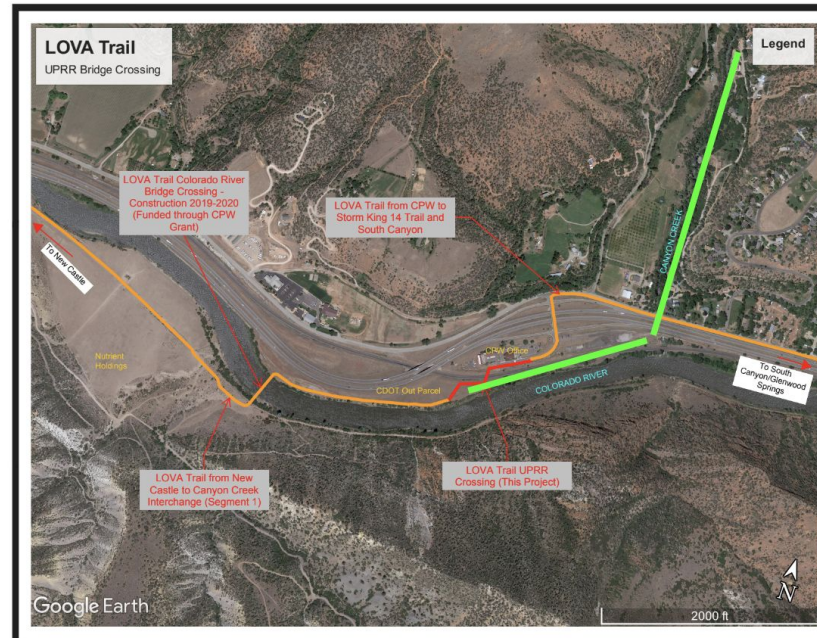 LOVA Trail
UPRR Bridge Crossing
Legend
LOVA Trail Colorado River
Bridge Crossing -
Construction 2019-2020
(Funded through CPW
Grant)
LOVA Trail from CPW to
Storm King 14 Trail and
South Canyon
CANYON CREEK
To New Castle
Nutrient
Holdings
CPW Office
CDOT Out Parcel
COLORADO RIVER
To South
Canyon/Glenwood
Springs
LOVA Trail from New
Castle to Canyon Creek
Interchange (Segment 1)
LOVA Trail UPRR
Crossing (This Project)
Google Earth
N
2000 ft